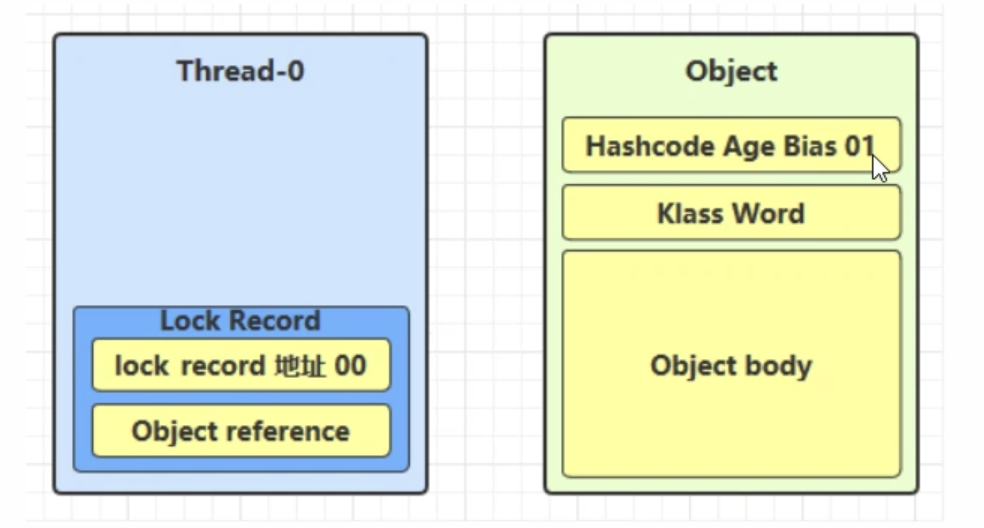 Thread-0
Lock Record
lock record 地址 00
Object reference
Object
Hashcode Age Bias 01
Klass Word
Object body